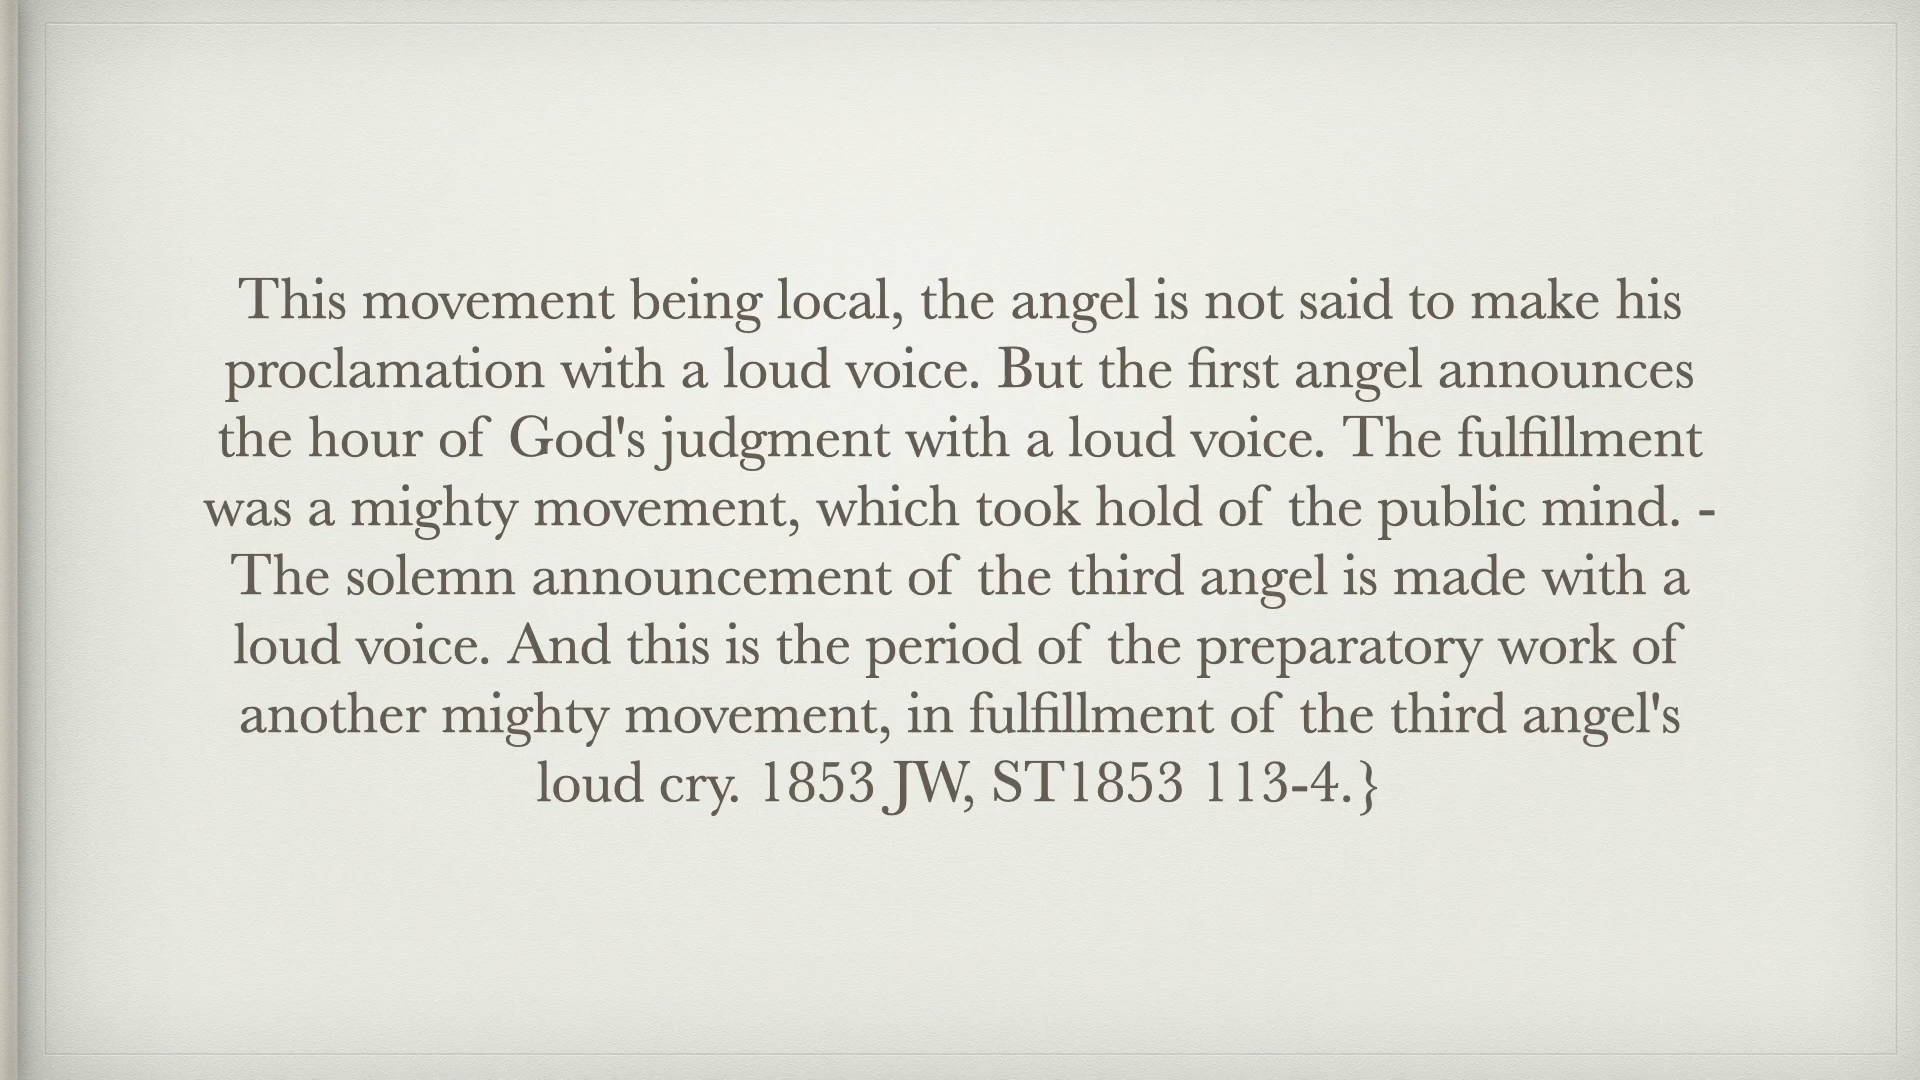 This movement being local, the angel is not said to make his
proclamation with a loud voice. But the first angel announces
the hour of God's judgment with a loud voice. The fulfillment
was a mighty movement, which took hold of the public mind. -
The solemn announcement of the third angel is made with a
loud voice. And this is the period of the preparatory work of
another mighty movement, in fulfillment of the third angel's
loud cry. 1853 JW, ST1853 113-4.}